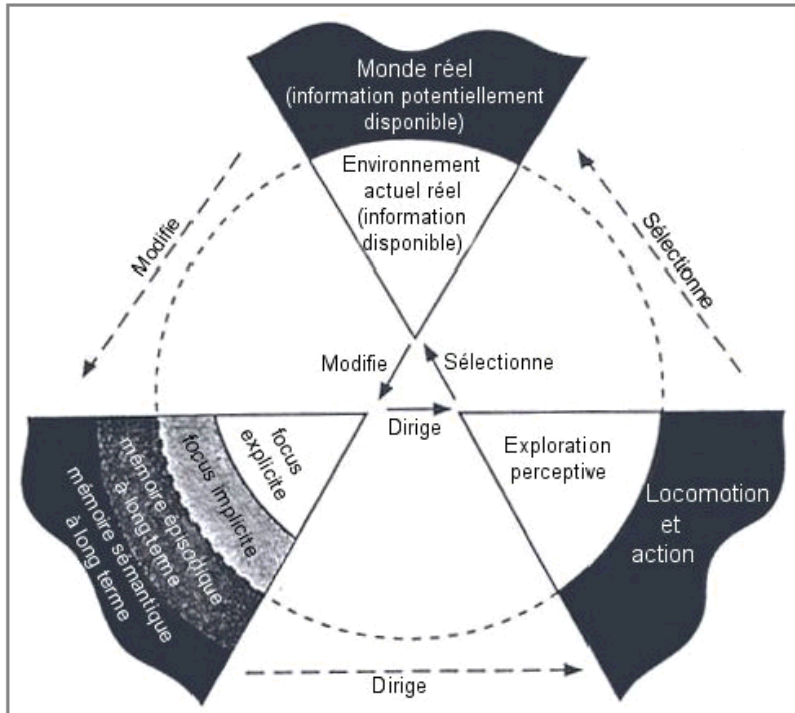 Monde réel
(information potentiellement
disponible)
Environnement
actuel réel
(information
disponible)
Modifie
Sélectionne
Modifie
Sélectionne
Dirige
focus
explicite
focus implicite
mémoire épisodique
à long terme
mémoire sémantique
à long terme
Exploration
perceptive
Locomotion
et
action
Dirige